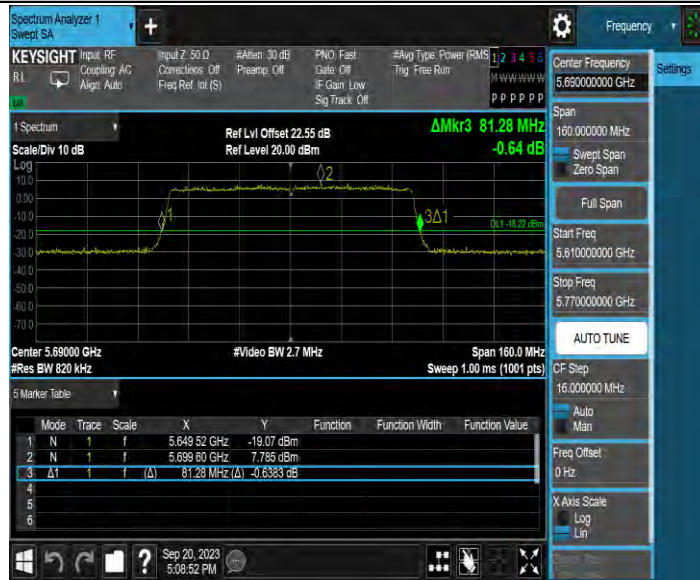 Spectrum Analyzer 1
Swept SA
+
Frequency
KEYSIGHT Input: RF Input Z: 50 Ω #Atten: 30 dB PNO: Fast #Avg Type: Power (RMS 1 2 3 4 5 6
RL Coupling: AC Corrections: Off Preamp: Off Gate: Off Trig: Free Run M W W W W W
Align: Auto Freq Ref: Int (S) IF Gain: Low
Sig Track: Off P P P P P P
1 Spectrum
Ref Lvl Offset 22.55 dB ΔMkr3 81.28 MHz
Scale/Div 10 dB Ref Level 20.00 dBm -0.64 dB
Log
10.0
0.00
-10.0
-20.0
-30.0
-40.0
-50.0
-60.0
-70.0
1
2
3Δ1
DL1 -18.22 dBm
Center 5.69000 GHz #Video BW 2.7 MHz Span 160.0 MHz
#Res BW 820 kHz Sweep 1.00 ms (1001 pts)
5 Marker Table
Mode Trace Scale X Y Function Function Width Function Value
1 N 1 f 5.649 52 GHz -19.07 dBm
2 N 1 f 5.699 60 GHz 7.785 dBm
3 Δ1 1 f (Δ) 81.28 MHz (Δ) -0.6383 dB
4
5
6
Sep 20, 2023
5:08:52 PM
?
Center Frequency
5.690000000 GHz
Settings
Span
160.000000 MHz
Swept Span
Zero Span
Full Span
Start Freq
5.610000000 GHz
Stop Freq
5.770000000 GHz
AUTO TUNE
CF Step
16.000000 MHz
Auto
Man
Freq Offset
0 Hz
X Axis Scale
Log
Lin